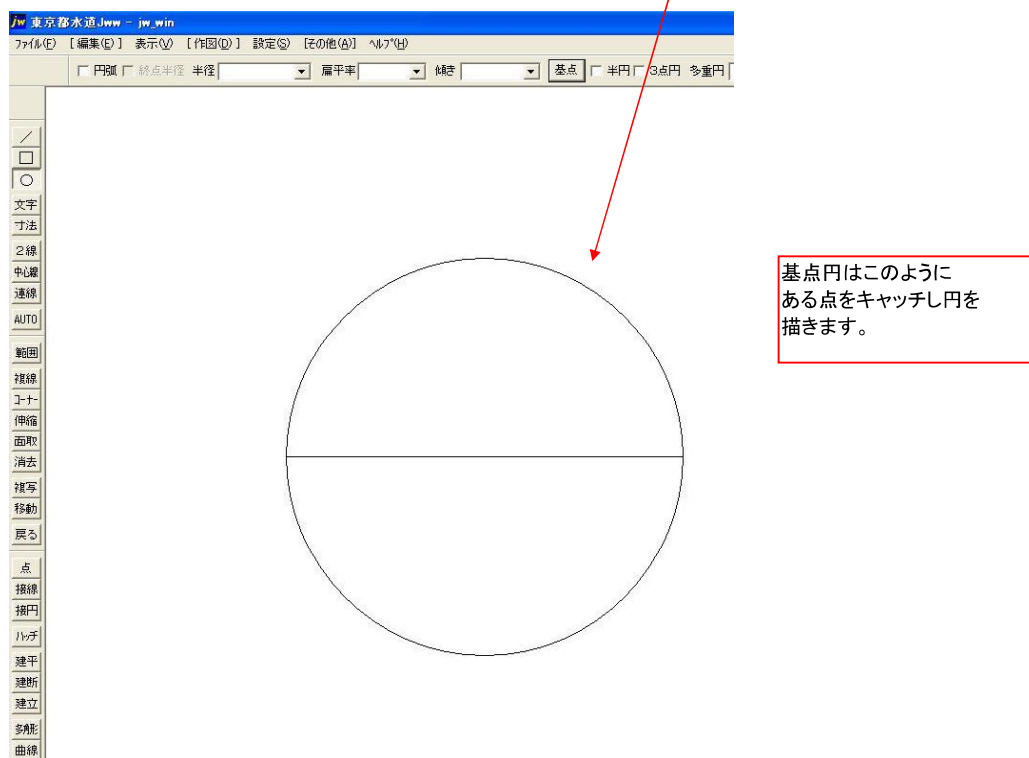 jw 東京都水道Jww - jw_win
ﾌｧｲﾙ(F) [編集(E)] 表示(V) [作図(D)] 設定(S) [その他(A)] ﾍﾙﾌﾟ(H)
円弧 終点半径 半径 扁平率 傾き 基点 半円 3点円 多重円
／
□
○
文字
寸法
２線
中心線
連線
AUTO
範囲
複線
ｺｰﾅｰ
伸縮
面取
消去
複写
移動
戻る
点
接線
接円
ﾊｯﾁ
建平
建断
建立
多角形
曲線
基点円はこのように
ある点をキャッチし円を
描きます。